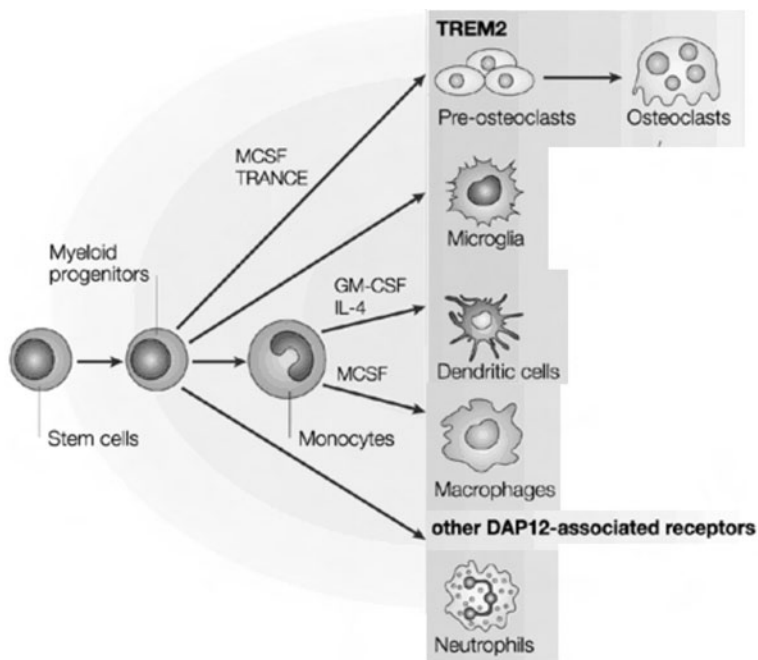 TREM2
Pre-osteoclasts
Osteoclasts
MCSF
TRANCE
Microglia
Myeloid
progenitors
GM-CSF
IL-4
Dendritic cells
MCSF
Stem cells
Monocytes
Macrophages
other DAP12-associated receptors
Neutrophils